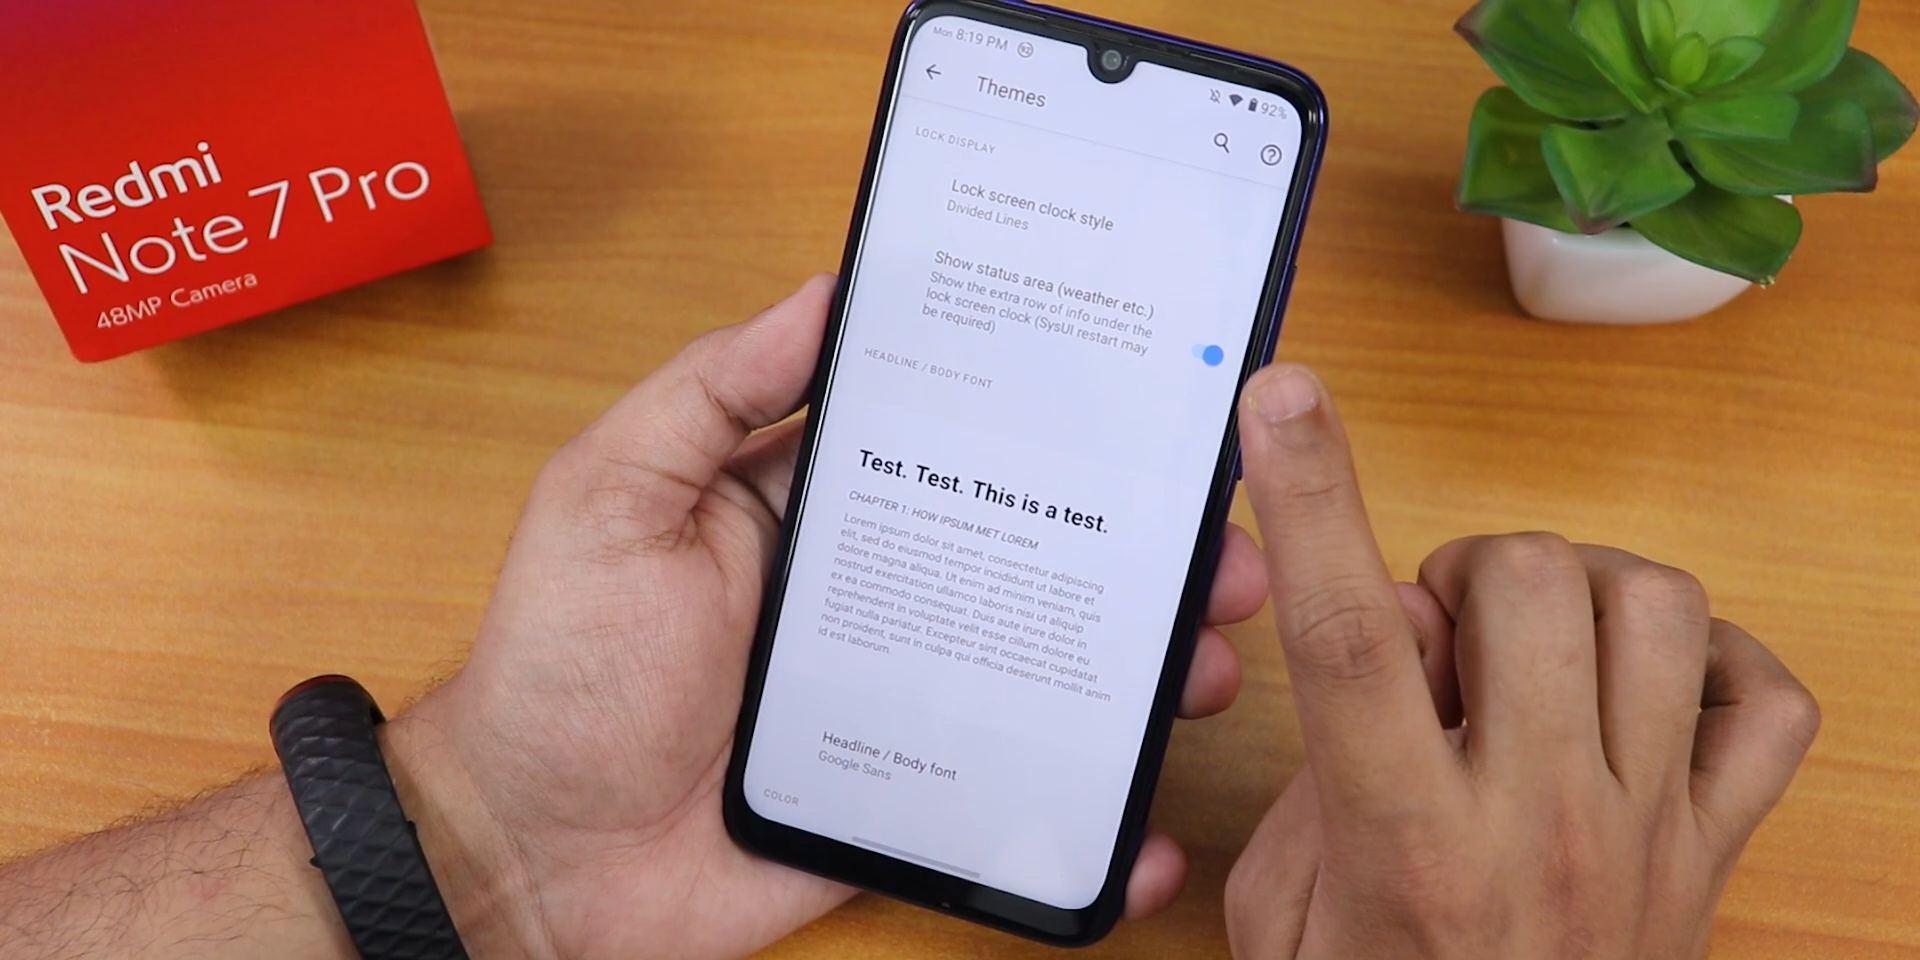 Redmi
Note 7 Pro
48MP Camera
Mon 8:19 PM 92
92%
Themes
LOCK DISPLAY
Lock screen clock style
Divided Lines
Show status area (weather etc.)
Show the extra row of info under the
lock screen clock (SysUI restart may
be required)
HEADLINE / BODY FONT
Test. Test. This is a test.
CHAPTER 1: HOW IPSUM MET LOREM
Lorem ipsum dolor sit amet, consectetur adipiscing
elit, sed do eiusmod tempor incididunt ut labore et
dolore magna aliqua. Ut enim ad minim veniam, quis
nostrud exercitation ullamco laboris nisi ut aliquip
ex ea commodo consequat. Duis aute irure dolor in
reprehenderit in voluptate velit esse cillum dolore eu
fugiat nulla pariatur. Excepteur sint occaecat cupidatat
non proident, sunt in culpa qui officia deserunt mollit anim
id est laborum.
Headline / Body font
Google Sans
COLOR